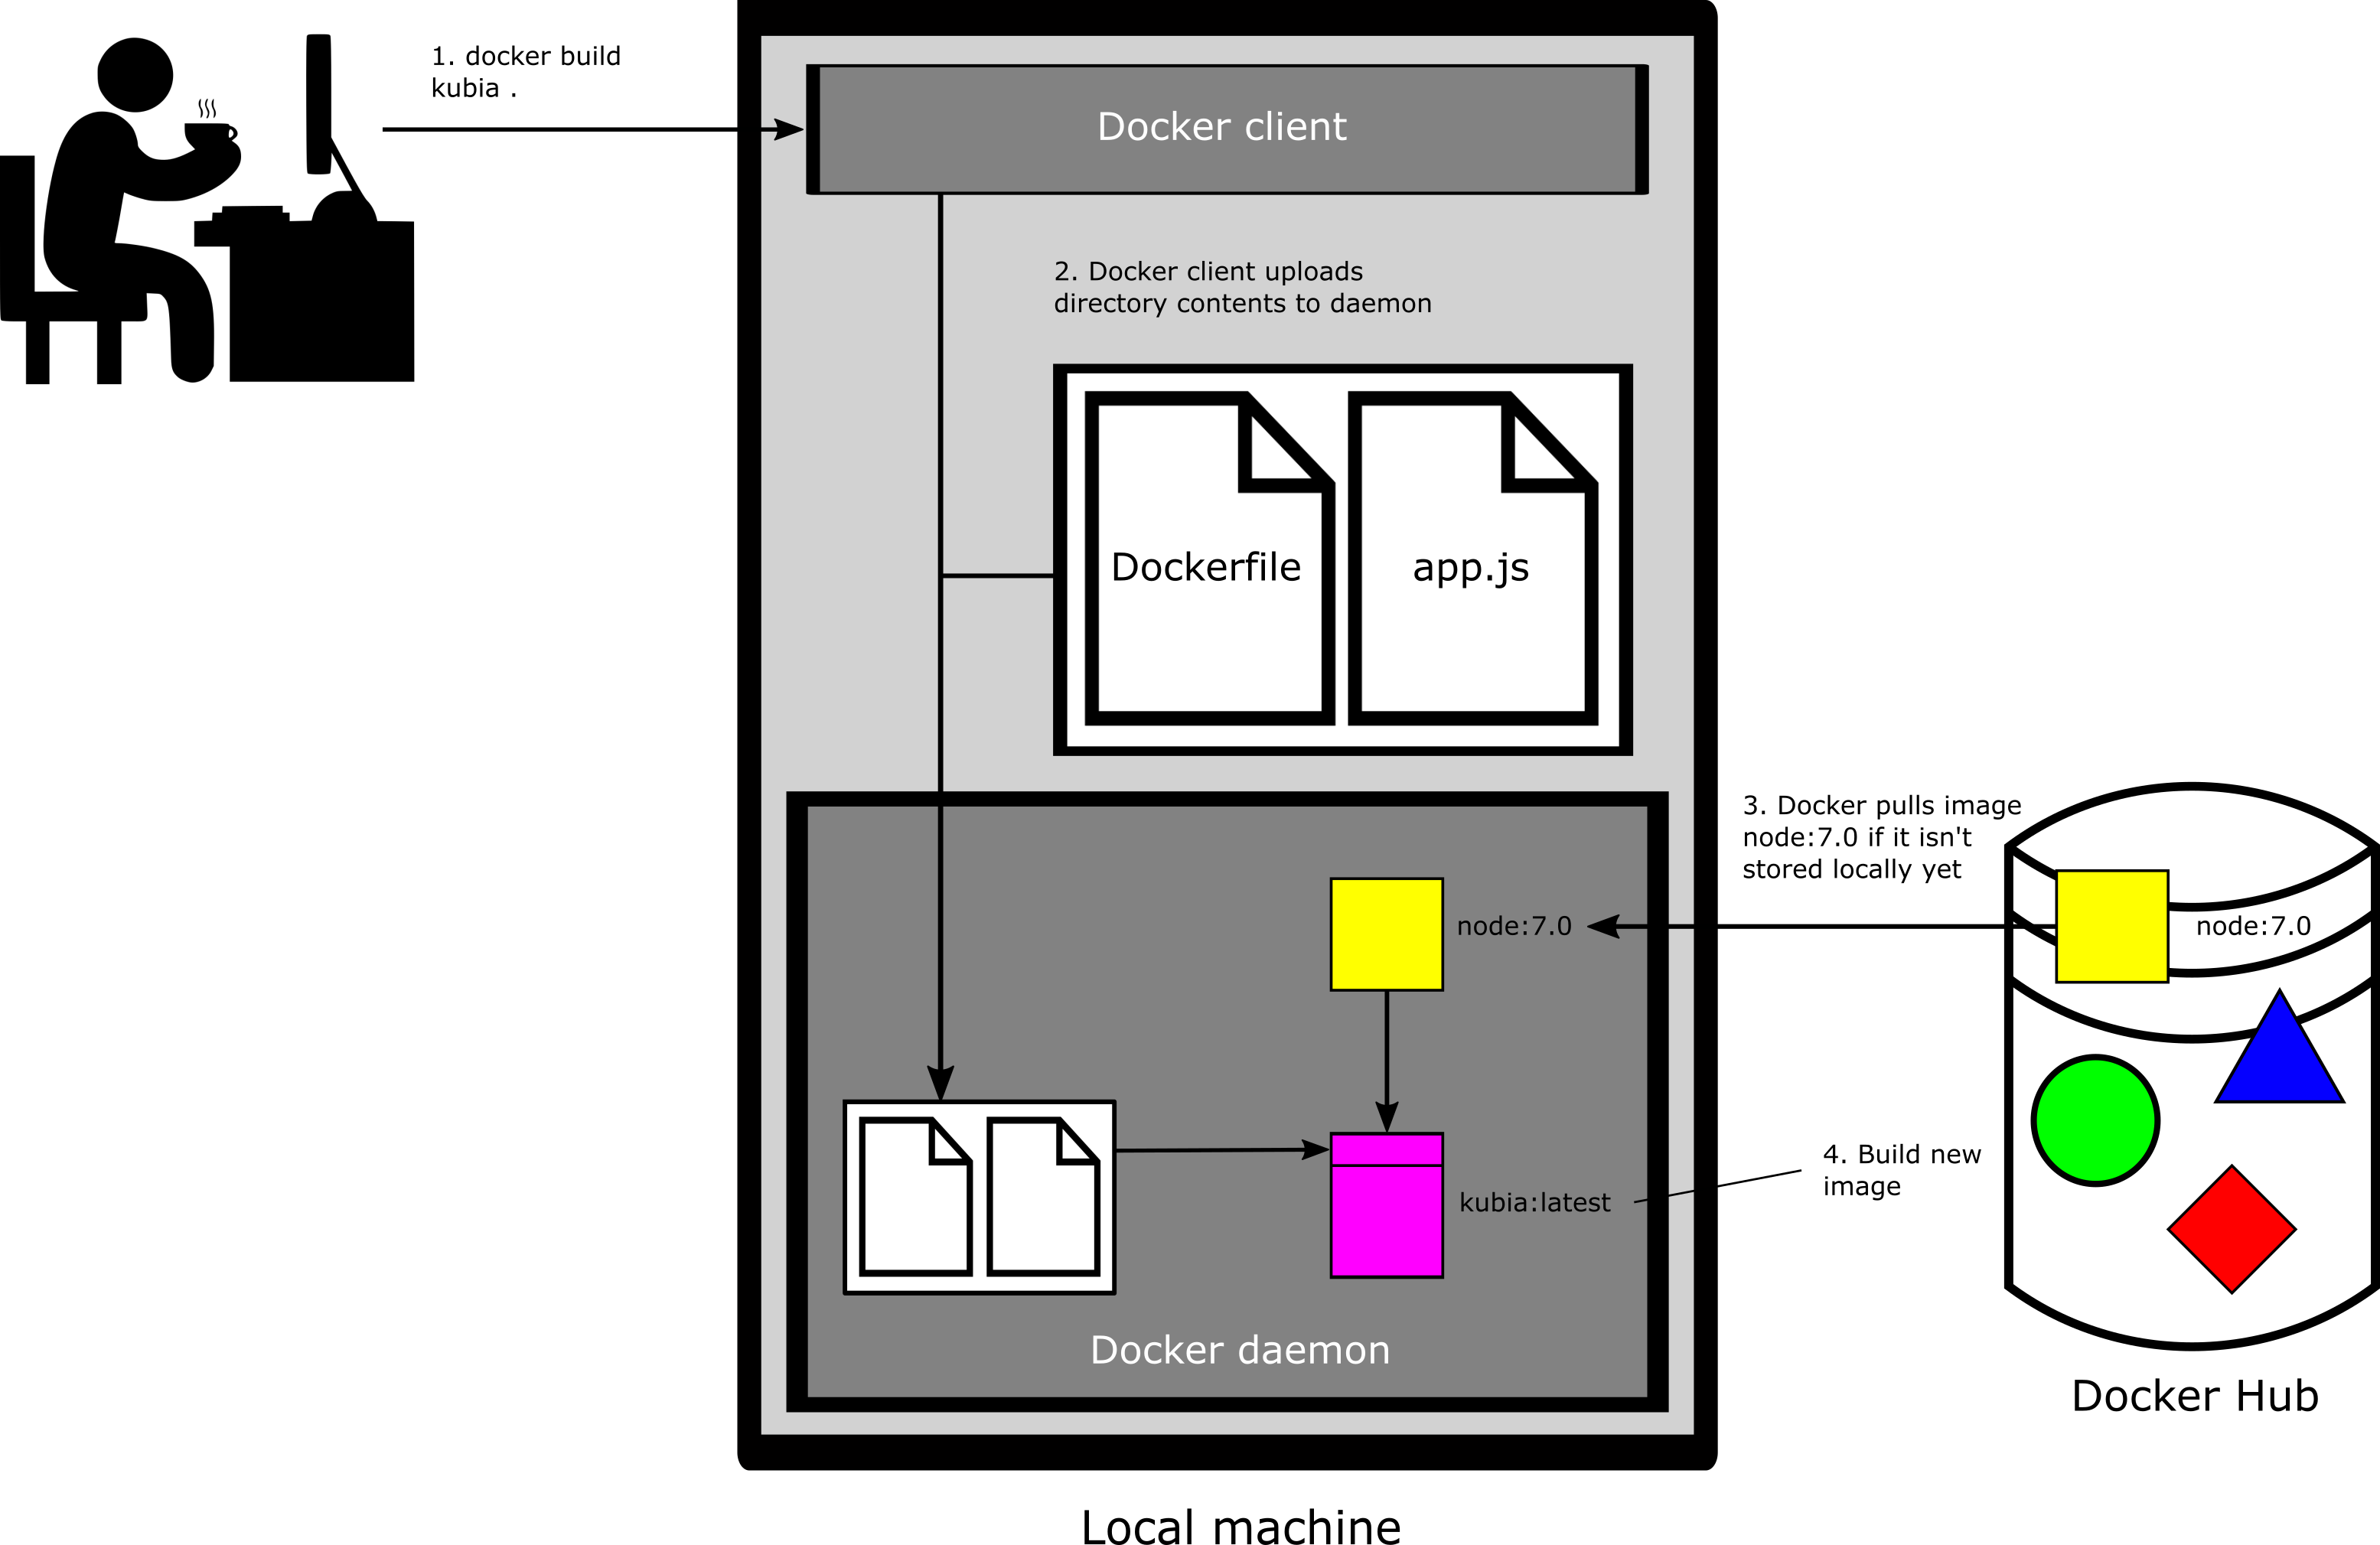 1. docker build
kubia .
Docker client
2. Docker client uploads
directory contents to daemon
Dockerfile
app.js
3. Docker pulls image
node:7.0 if it isn't
stored locally yet
node:7.0
node:7.0
4. Build new
image
kubia:latest
Docker daemon
Docker Hub
Local machine